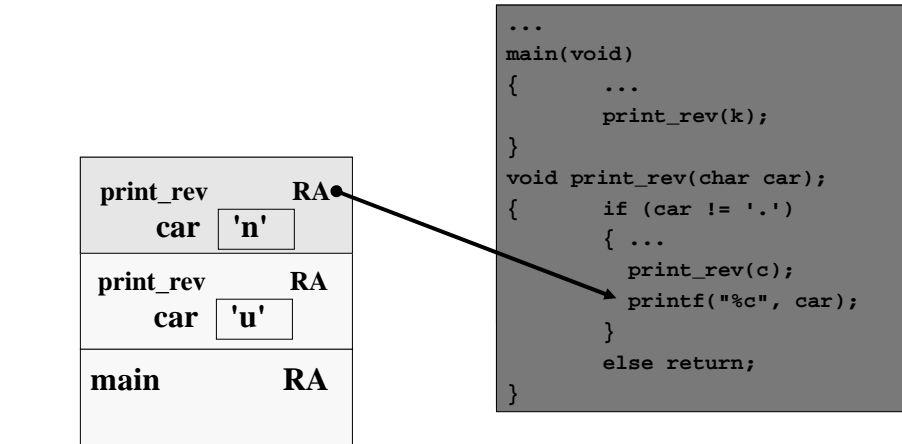 print_rev RA
car 'n'
print_rev RA
car 'u'
main RA
...
main(void)
{ ...
print_rev(k);
}
void print_rev(char car);
{ if (car != '.')
{ ...
print_rev(c);
printf("%c", car);
}
else return;
}